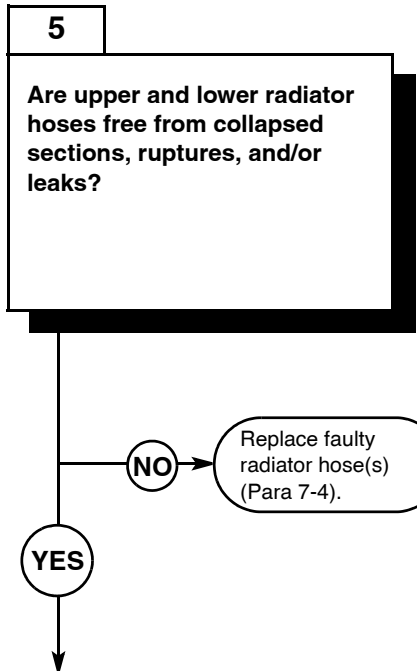 5
Are upper and lower radiator
hoses free from collapsed
sections, ruptures, and/or
leaks?
NO
Replace faulty
radiator hose(s)
(Para 7-4).
YES